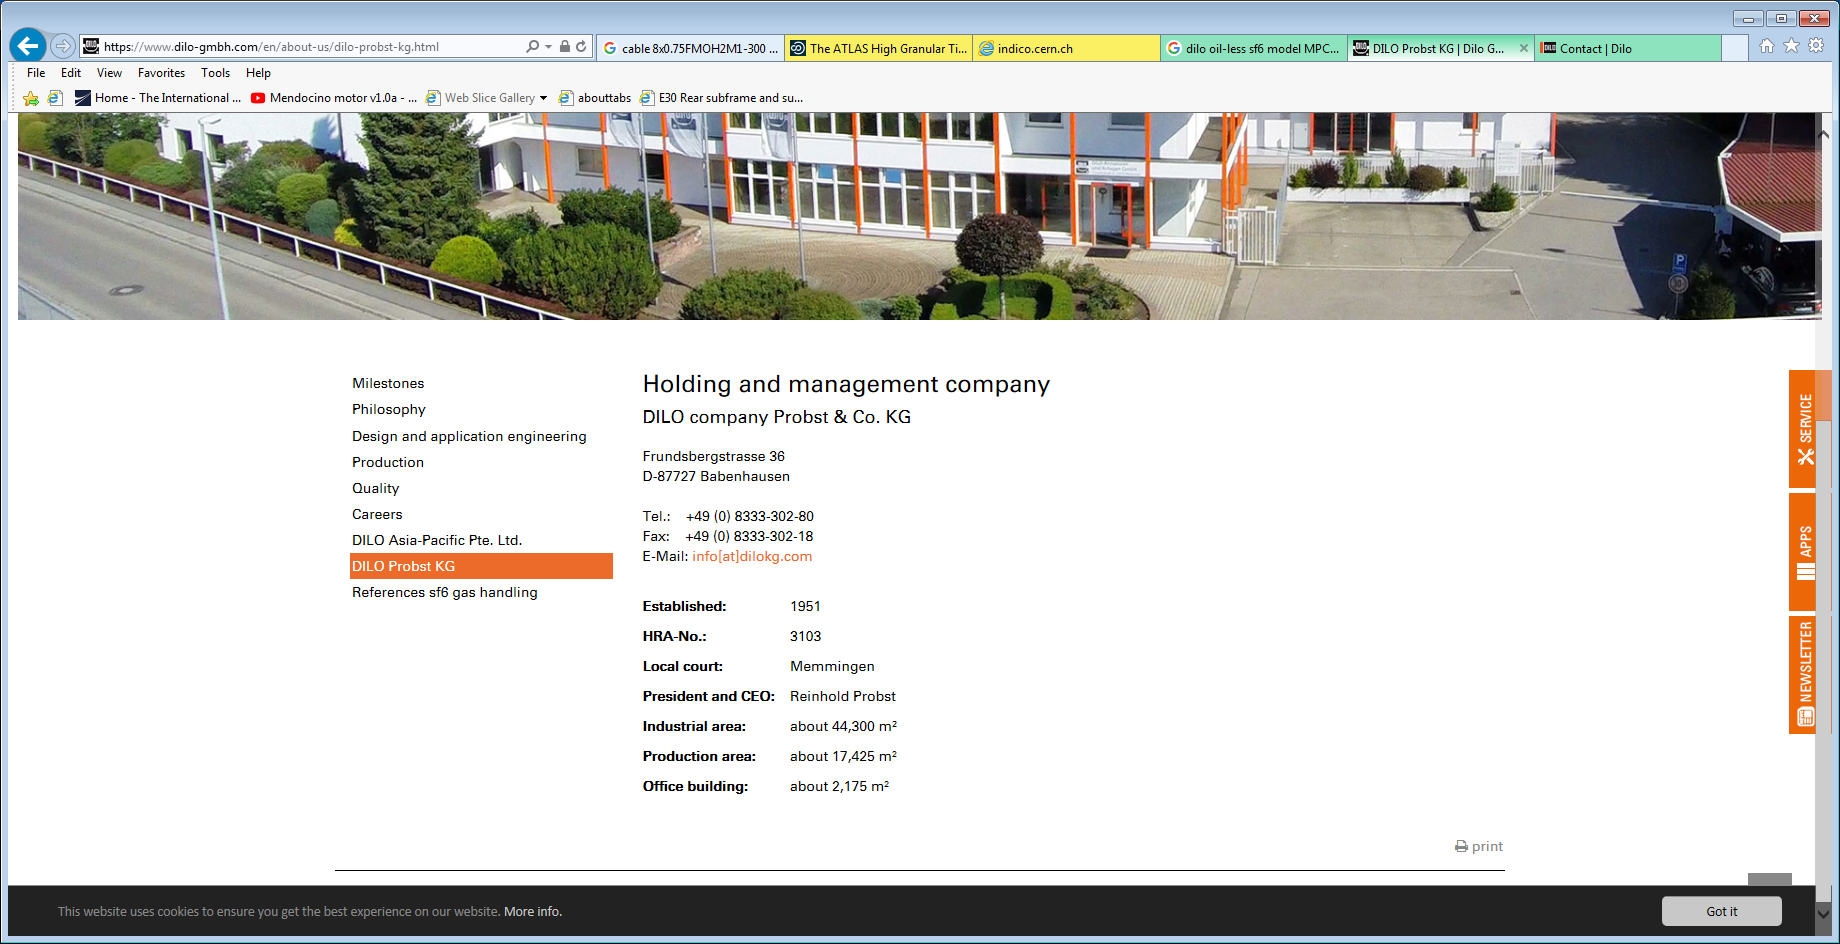 https://www.dilo-gmbh.com/en/about-us/dilo-probst-kg.html
cable 8x0.75FMOH2M1-300 ...
The ATLAS High Granular Ti...
indico.cern.ch
dilo oil-less sf6 model MPC...
DILO Probst KG | Dilo G...
Contact | Dilo
File Edit View Favorites Tools Help
Home - The International ...
Mendocino motor v1.0a - ...
Web Slice Gallery
abouttabs
E30 Rear subframe and su...
Milestones
Philosophy
Design and application engineering
Production
Quality
Careers
DILO Asia-Pacific Pte. Ltd.
DILO Probst KG
References sf6 gas handling
Holding and management company
DILO company Probst & Co. KG
Frundsbergstrasse 36
D-87727 Babenhausen
Tel.: +49 (0) 8333-302-80
Fax: +49 (0) 8333-302-18
E-Mail: info[at]dilokg.com
Established: 1951
HRA-No.: 3103
Local court: Memmingen
President and CEO: Reinhold Probst
Industrial area: about 44,300 m²
Production area: about 17,425 m²
Office building: about 2,175 m²
print
SERVICE
APPS
NEWSLETTER
This website uses cookies to ensure you get the best experience on our website. More info.
Got it